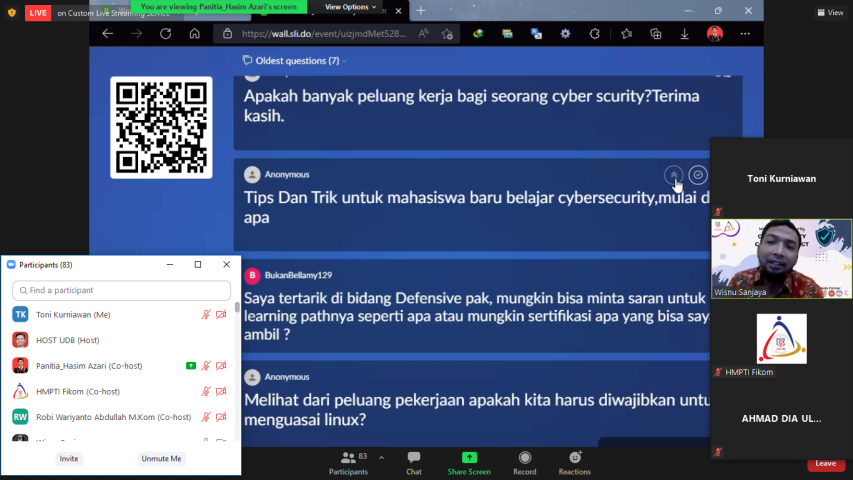 LIVE
on Custom Live Streaming Service
You are viewing Panitia_Hasim Azari's screen
View Options
View
https://wall.sli.do/event/uizjmdMet52B...
Oldest questions (7)
Apakah banyak peluang kerja bagi seorang cyber scurity?Terima
kasih.
Anonymous
Tips Dan Trik untuk mahasiswa baru belajar cybersecurity,mulai d
apa
B
BukanBellamy129
Saya tertarik di bidang Defensive pak, mungkin bisa minta saran untuk
learning pathnya seperti apa atau mungkin sertifikasi apa yang bisa say
ambil ?
Anonymous
Melihat dari peluang pekerjaan apakah kita harus diwajibkan untu
menguasai linux?
Participants (83)
Find a participant
TK
Toni Kurniawan (Me)
HOST UDB (Host)
Panitia_Hasim Azari (Co-host)
HMPTI Fikom (Co-host)
RW
Robi Wariyanto Abdullah M.Kom (Co-host)
Invite
Unmute Me
Toni Kurniawan
Wisnu Sanjaya
HMPTI Fikom
AHMAD DIA UL...
83
Participants
Chat
Share Screen
Record
Reactions
Leave